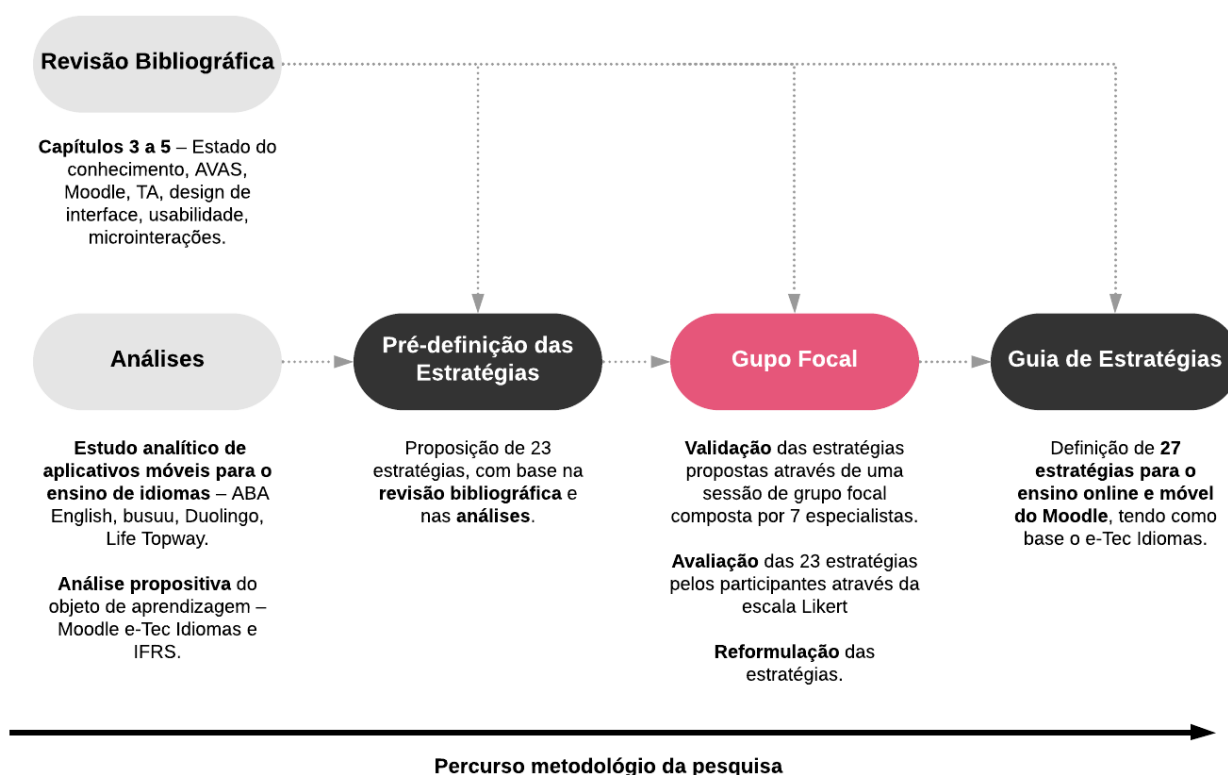 Revisão Bibliográfica
Capítulos 3 a 5 – Estado do
conhecimento, AVAS,
Moodle, TA, design de
interface, usabilidade,
microinterações.
Análises
Estudo analítico de
aplicativos móveis para o
ensino de idiomas – ABA
English, busuu, Duolingo,
Life Topway.
Análise propositiva do
objeto de aprendizagem –
Moodle e-Tec Idiomas e
IFRS.
Pré-definição das
Estratégias
Proposição de 23
estratégias, com base na
revisão bibliográfica e
nas análises.
Gupo Focal
Validação das estratégias
propostas através de uma
sessão de grupo focal
composta por 7 especialistas.
Avaliação das 23 estratégias
pelos participantes através da
escala Likert
Reformulação das
estratégias.
Guia de Estratégias
Definição de 27
estratégias para o
ensino online e móvel
do Moodle, tendo como
base o e-Tec Idiomas.
Percurso metodológio da pesquisa